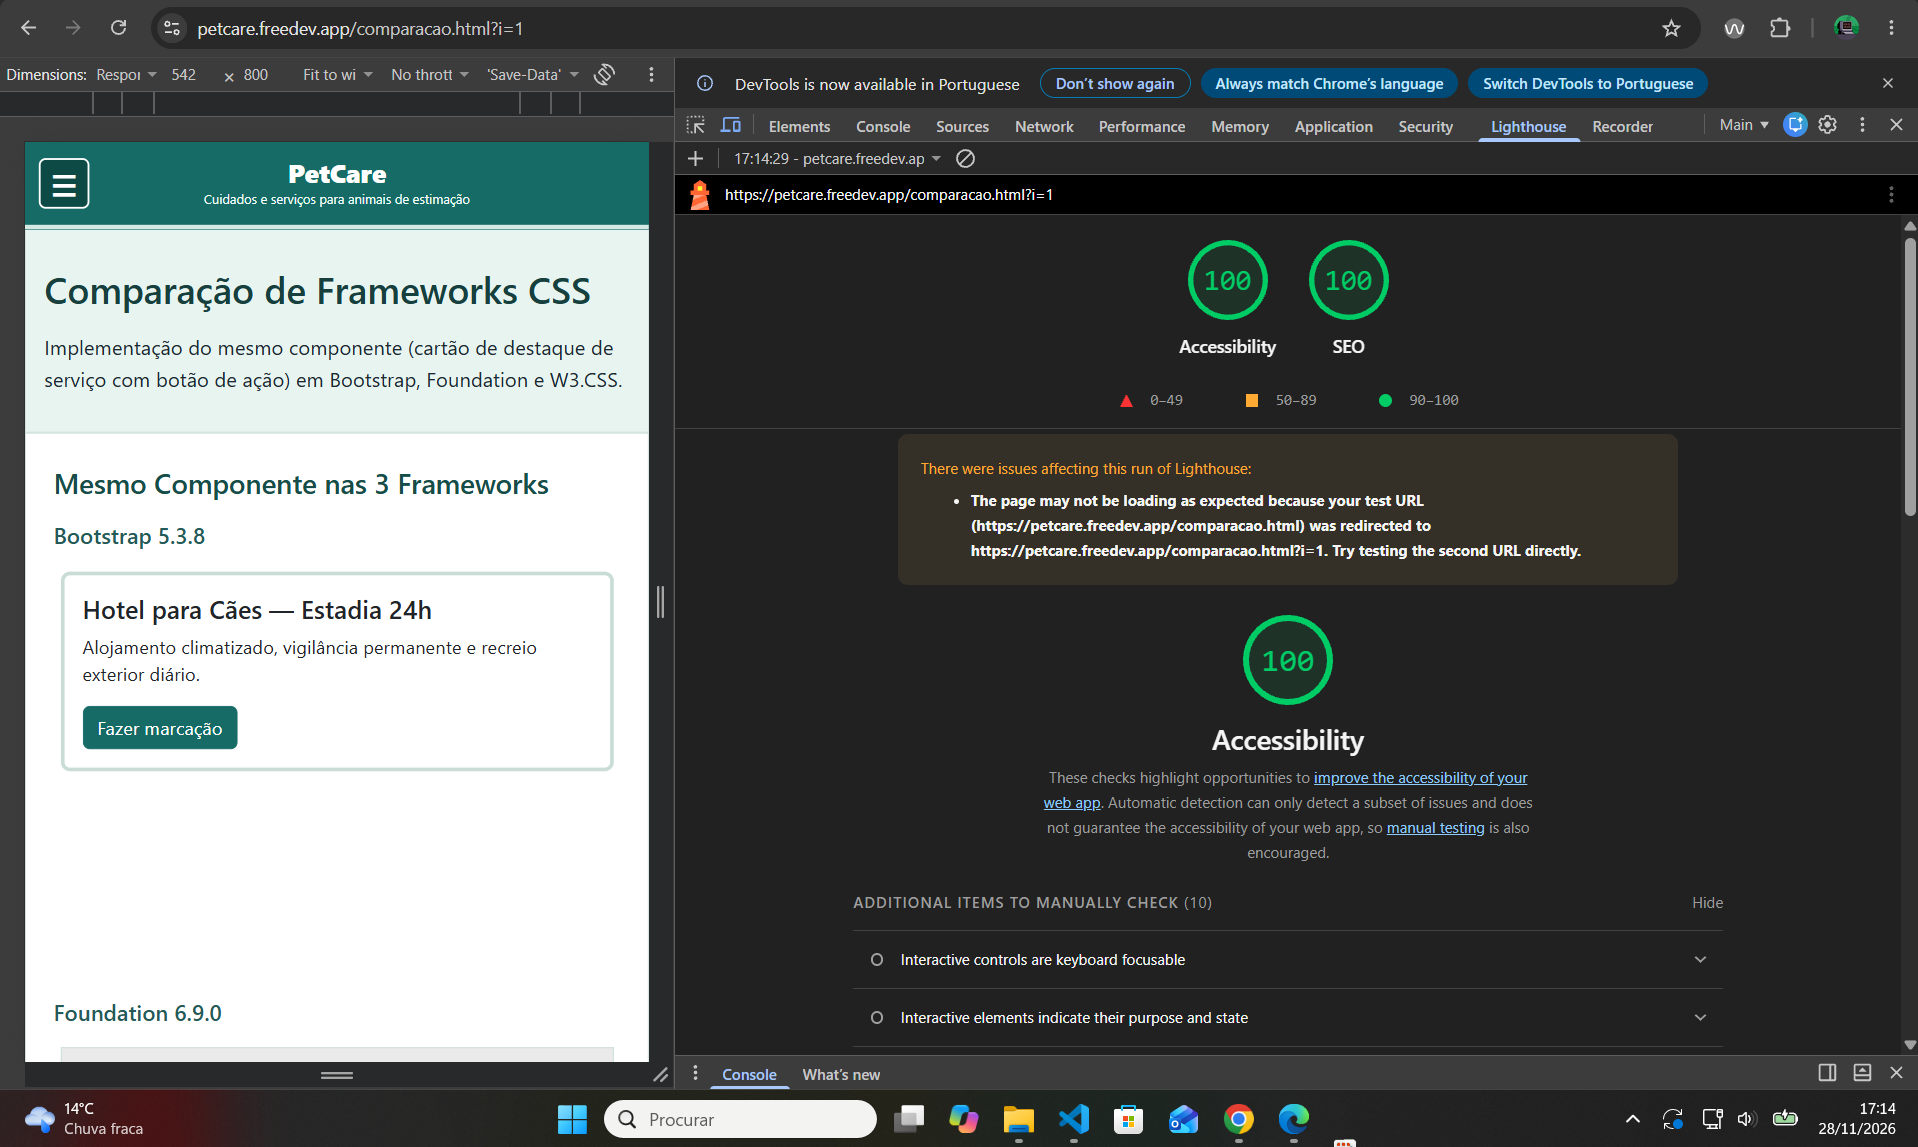 petcare.freedev.app/comparacao.html?i=1
Dimensions: Respor 542 × 800 Fit to wi No thrott 'Save-Data'
DevTools is now available in Portuguese Don't show again Always match Chrome's language Switch DevTools to Portuguese
Elements Console Sources Network Performance Memory Application Security Lighthouse Recorder Main
17:14:29 - petcare.freedev.ap
https://petcare.freedev.app/comparacao.html?i=1
PetCare
Cuidados e serviços para animais de estimação
Comparação de Frameworks CSS
Implementação do mesmo componente (cartão de destaque de
serviço com botão de ação) em Bootstrap, Foundation e W3.CSS.
Mesmo Componente nas 3 Frameworks
Bootstrap 5.3.8
Hotel para Cães — Estadia 24h
Alojamento climatizado, vigilância permanente e recreio
exterior diário.
Fazer marcação
Foundation 6.9.0
100 100
Accessibility SEO
0–49 50–89 90–100
There were issues affecting this run of Lighthouse:
The page may not be loading as expected because your test URL
(https://petcare.freedev.app/comparacao.html) was redirected to
https://petcare.freedev.app/comparacao.html?i=1. Try testing the second URL directly.
100
Accessibility
These checks highlight opportunities to improve the accessibility of your
web app. Automatic detection can only detect a subset of issues and does
not guarantee the accessibility of your web app, so manual testing is also
encouraged.
ADDITIONAL ITEMS TO MANUALLY CHECK (10) Hide
Interactive controls are keyboard focusable
Interactive elements indicate their purpose and state
Console What's new
14°C
Chuva fraca
Procurar
17:14
28/11/2026